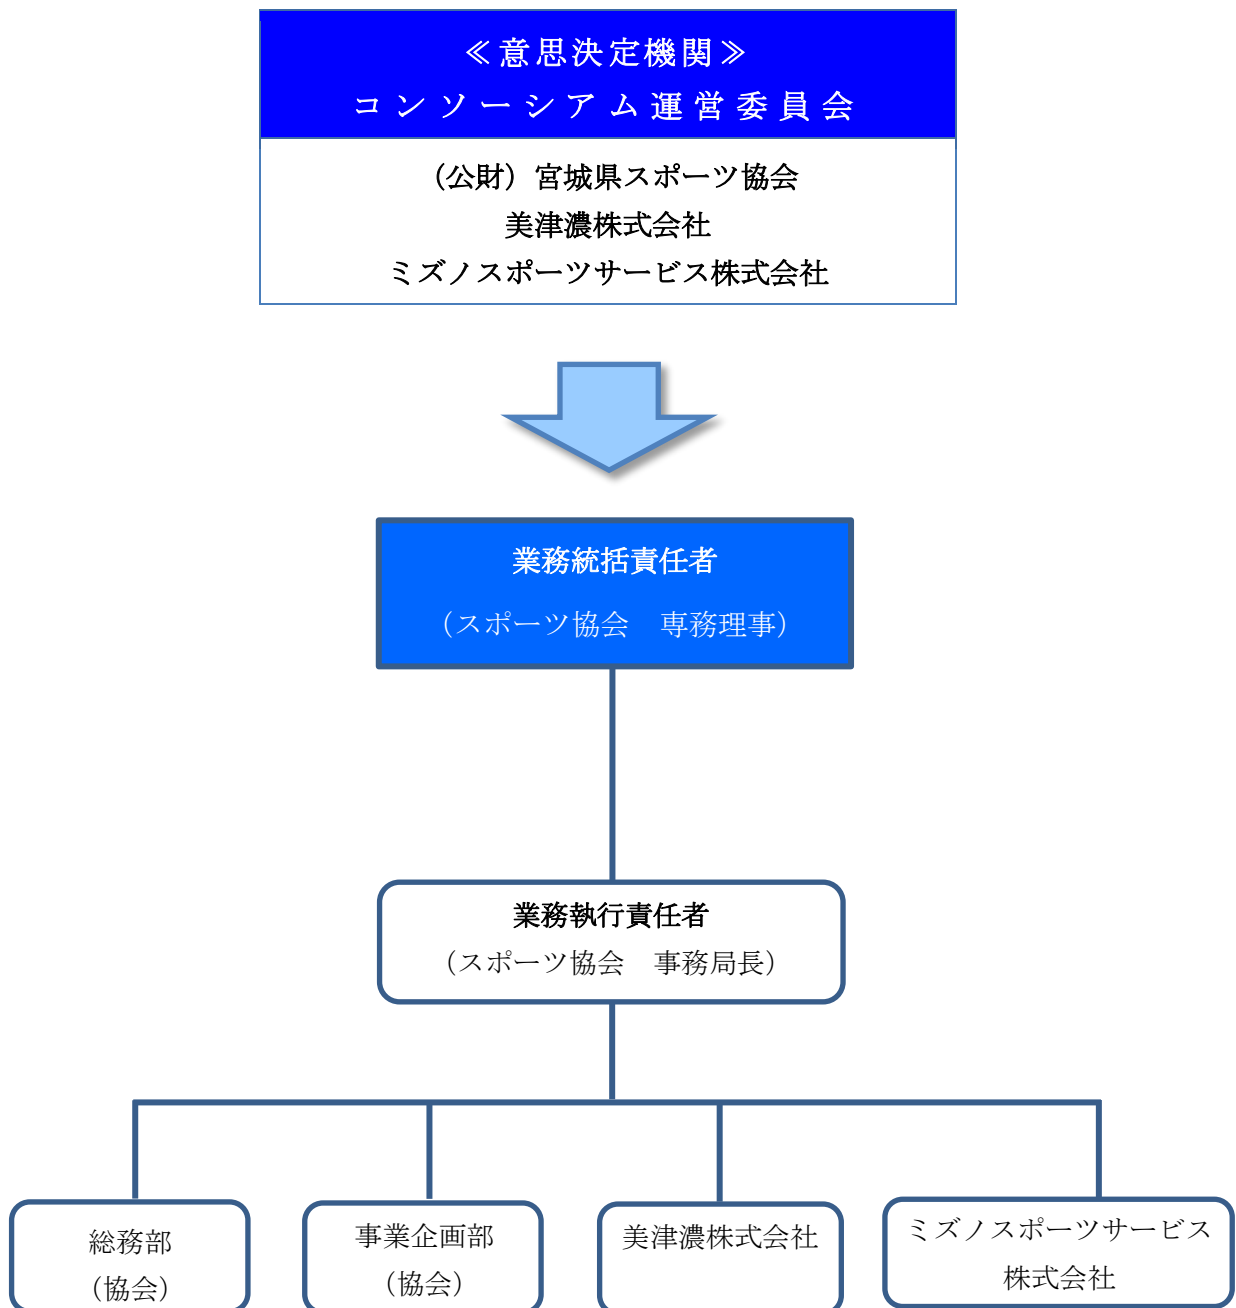 ≪意思決定機関≫
コンソーシアム運営委員会
（公財）宮城県スポーツ協会
美津濃株式会社
ミズノスポーツサービス株式会社
業務統括責任者
（スポーツ協会　専務理事）
業務執行責任者
（スポーツ協会　事務局長）
総務部
（協会）
事業企画部
（協会）
美津濃株式会社
ミズノスポーツサービス
株式会社